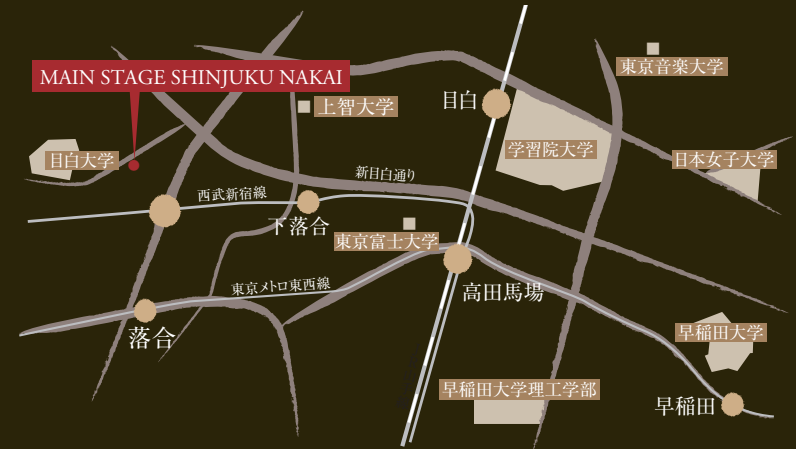 東京音楽大学
MAIN STAGE SHINJUKU NAKAI
目白
上智大学
学習院大学
目白大学
日本女子大学
新目白通り
西武新宿線
下落合
東京富士大学
東京メトロ東西線
高田馬場
落合
早稲田大学
早稲田大学理工学部
早稲田